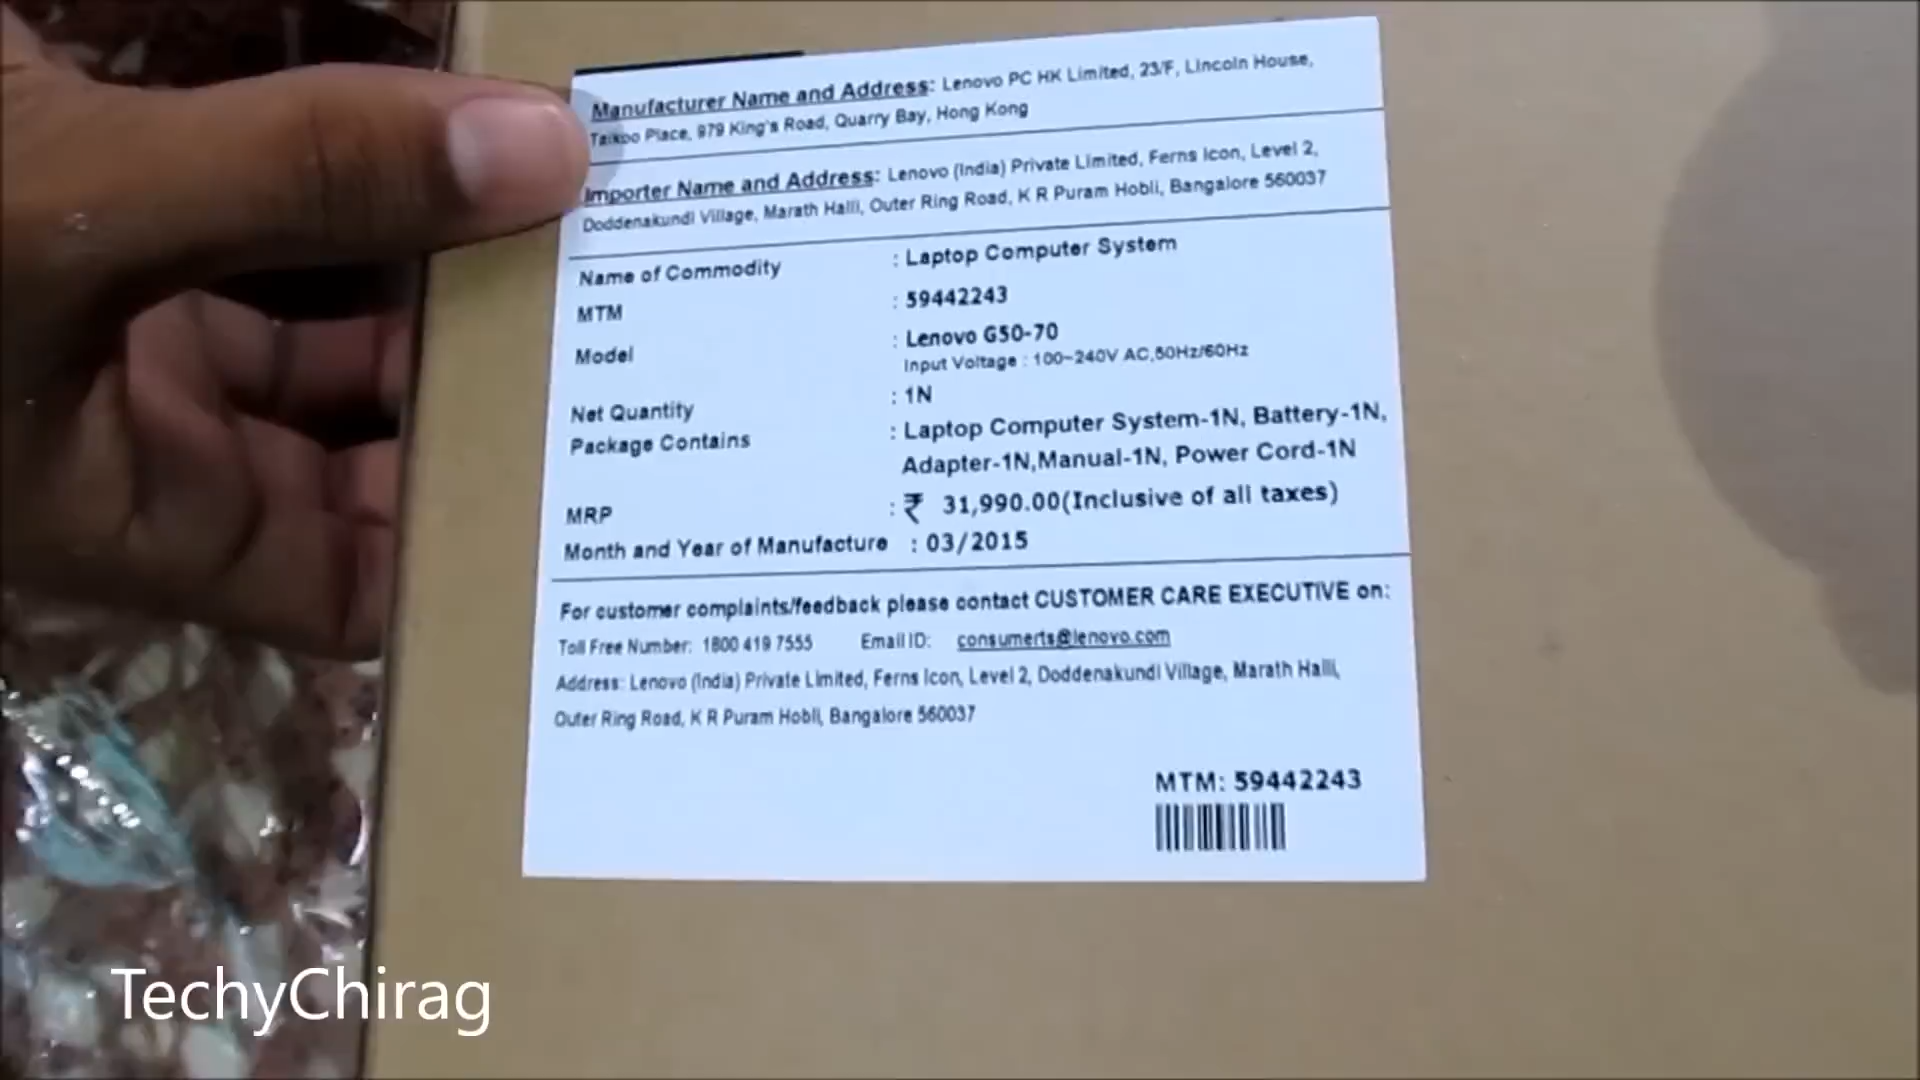 Manufacturer Name and Address: Lenovo PC HK Limited, 23/F, Lincoln House,
Taikoo Place, 979 King's Road, Quarry Bay, Hong Kong
Importer Name and Address: Lenovo (India) Private Limited, Ferns Icon, Level 2,
Doddenakundi Village, Marath Halli, Outer Ring Road, K R Puram Hobli, Bangalore 560037
Name of Commodity : Laptop Computer System
MTM : 59442243
Model : Lenovo G50-70
Input Voltage : 100~240V AC,50Hz/60Hz
Net Quantity : 1N
Package Contains : Laptop Computer System-1N, Battery-1N,
Adapter-1N,Manual-1N, Power Cord-1N
MRP : ₹ 31,990.00(Inclusive of all taxes)
Month and Year of Manufacture : 03/2015
For customer complaints/feedback please contact CUSTOMER CARE EXECUTIVE on:
Toll Free Number: 1800 419 7555 Email ID: consumerts@lenovo.com
Address: Lenovo (India) Private Limited, Ferns Icon, Level 2, Doddenakundi Village, Marath Halli,
Outer Ring Road, K R Puram Hobli, Bangalore 560037
MTM: 59442243
TechyChirag